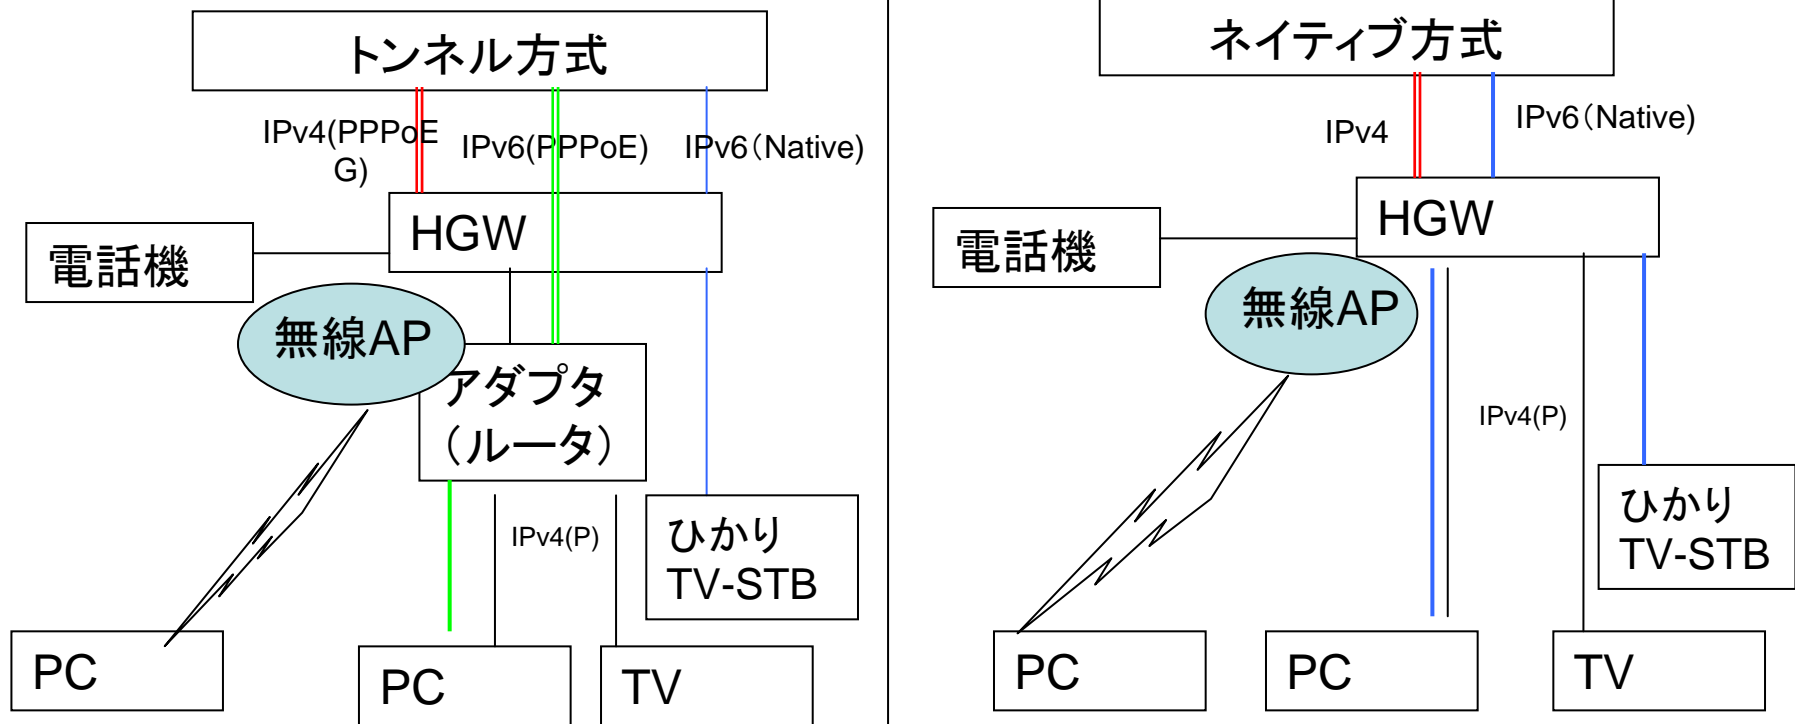 トンネル方式
IPv4(PPPoE
G)
IPv6(PPPoE)
IPv6(Native)
HGW
電話機
無線AP
アダプタ
(ルータ)
IPv4(P)
ひかり
TV-STB
PC
PC
TV
ネイティブ方式
IPv4
IPv6(Native)
HGW
電話機
無線AP
IPv4(P)
ひかり
TV-STB
PC
PC
TV